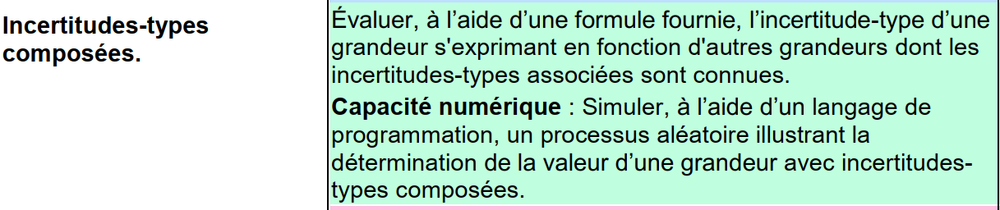 Incertitudes-types
composées.
Évaluer, à l’aide d’une formule fournie, l’incertitude-type d’une
grandeur s'exprimant en fonction d'autres grandeurs dont les
incertitudes-types associées sont connues.
Capacité numérique : Simuler, à l’aide d’un langage de
programmation, un processus aléatoire illustrant la
détermination de la valeur d’une grandeur avec incertitudes-
types composées.